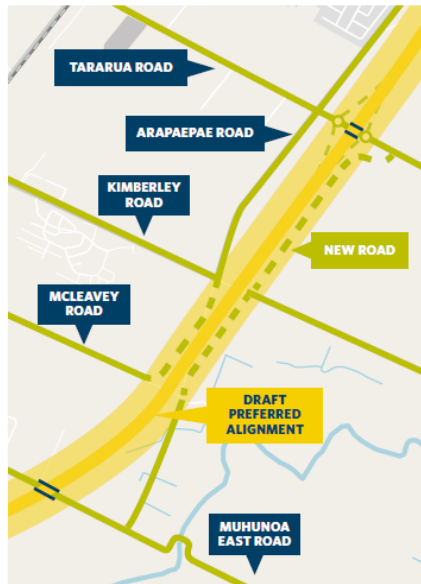 TARARUA ROAD
ARAPAEPAE ROAD
KIMBERLEY
ROAD
NEW ROAD
MCLEAVEY
ROAD
DRAFT
PREFERRED
ALIGNMENT
MUHUNOA
EAST ROAD